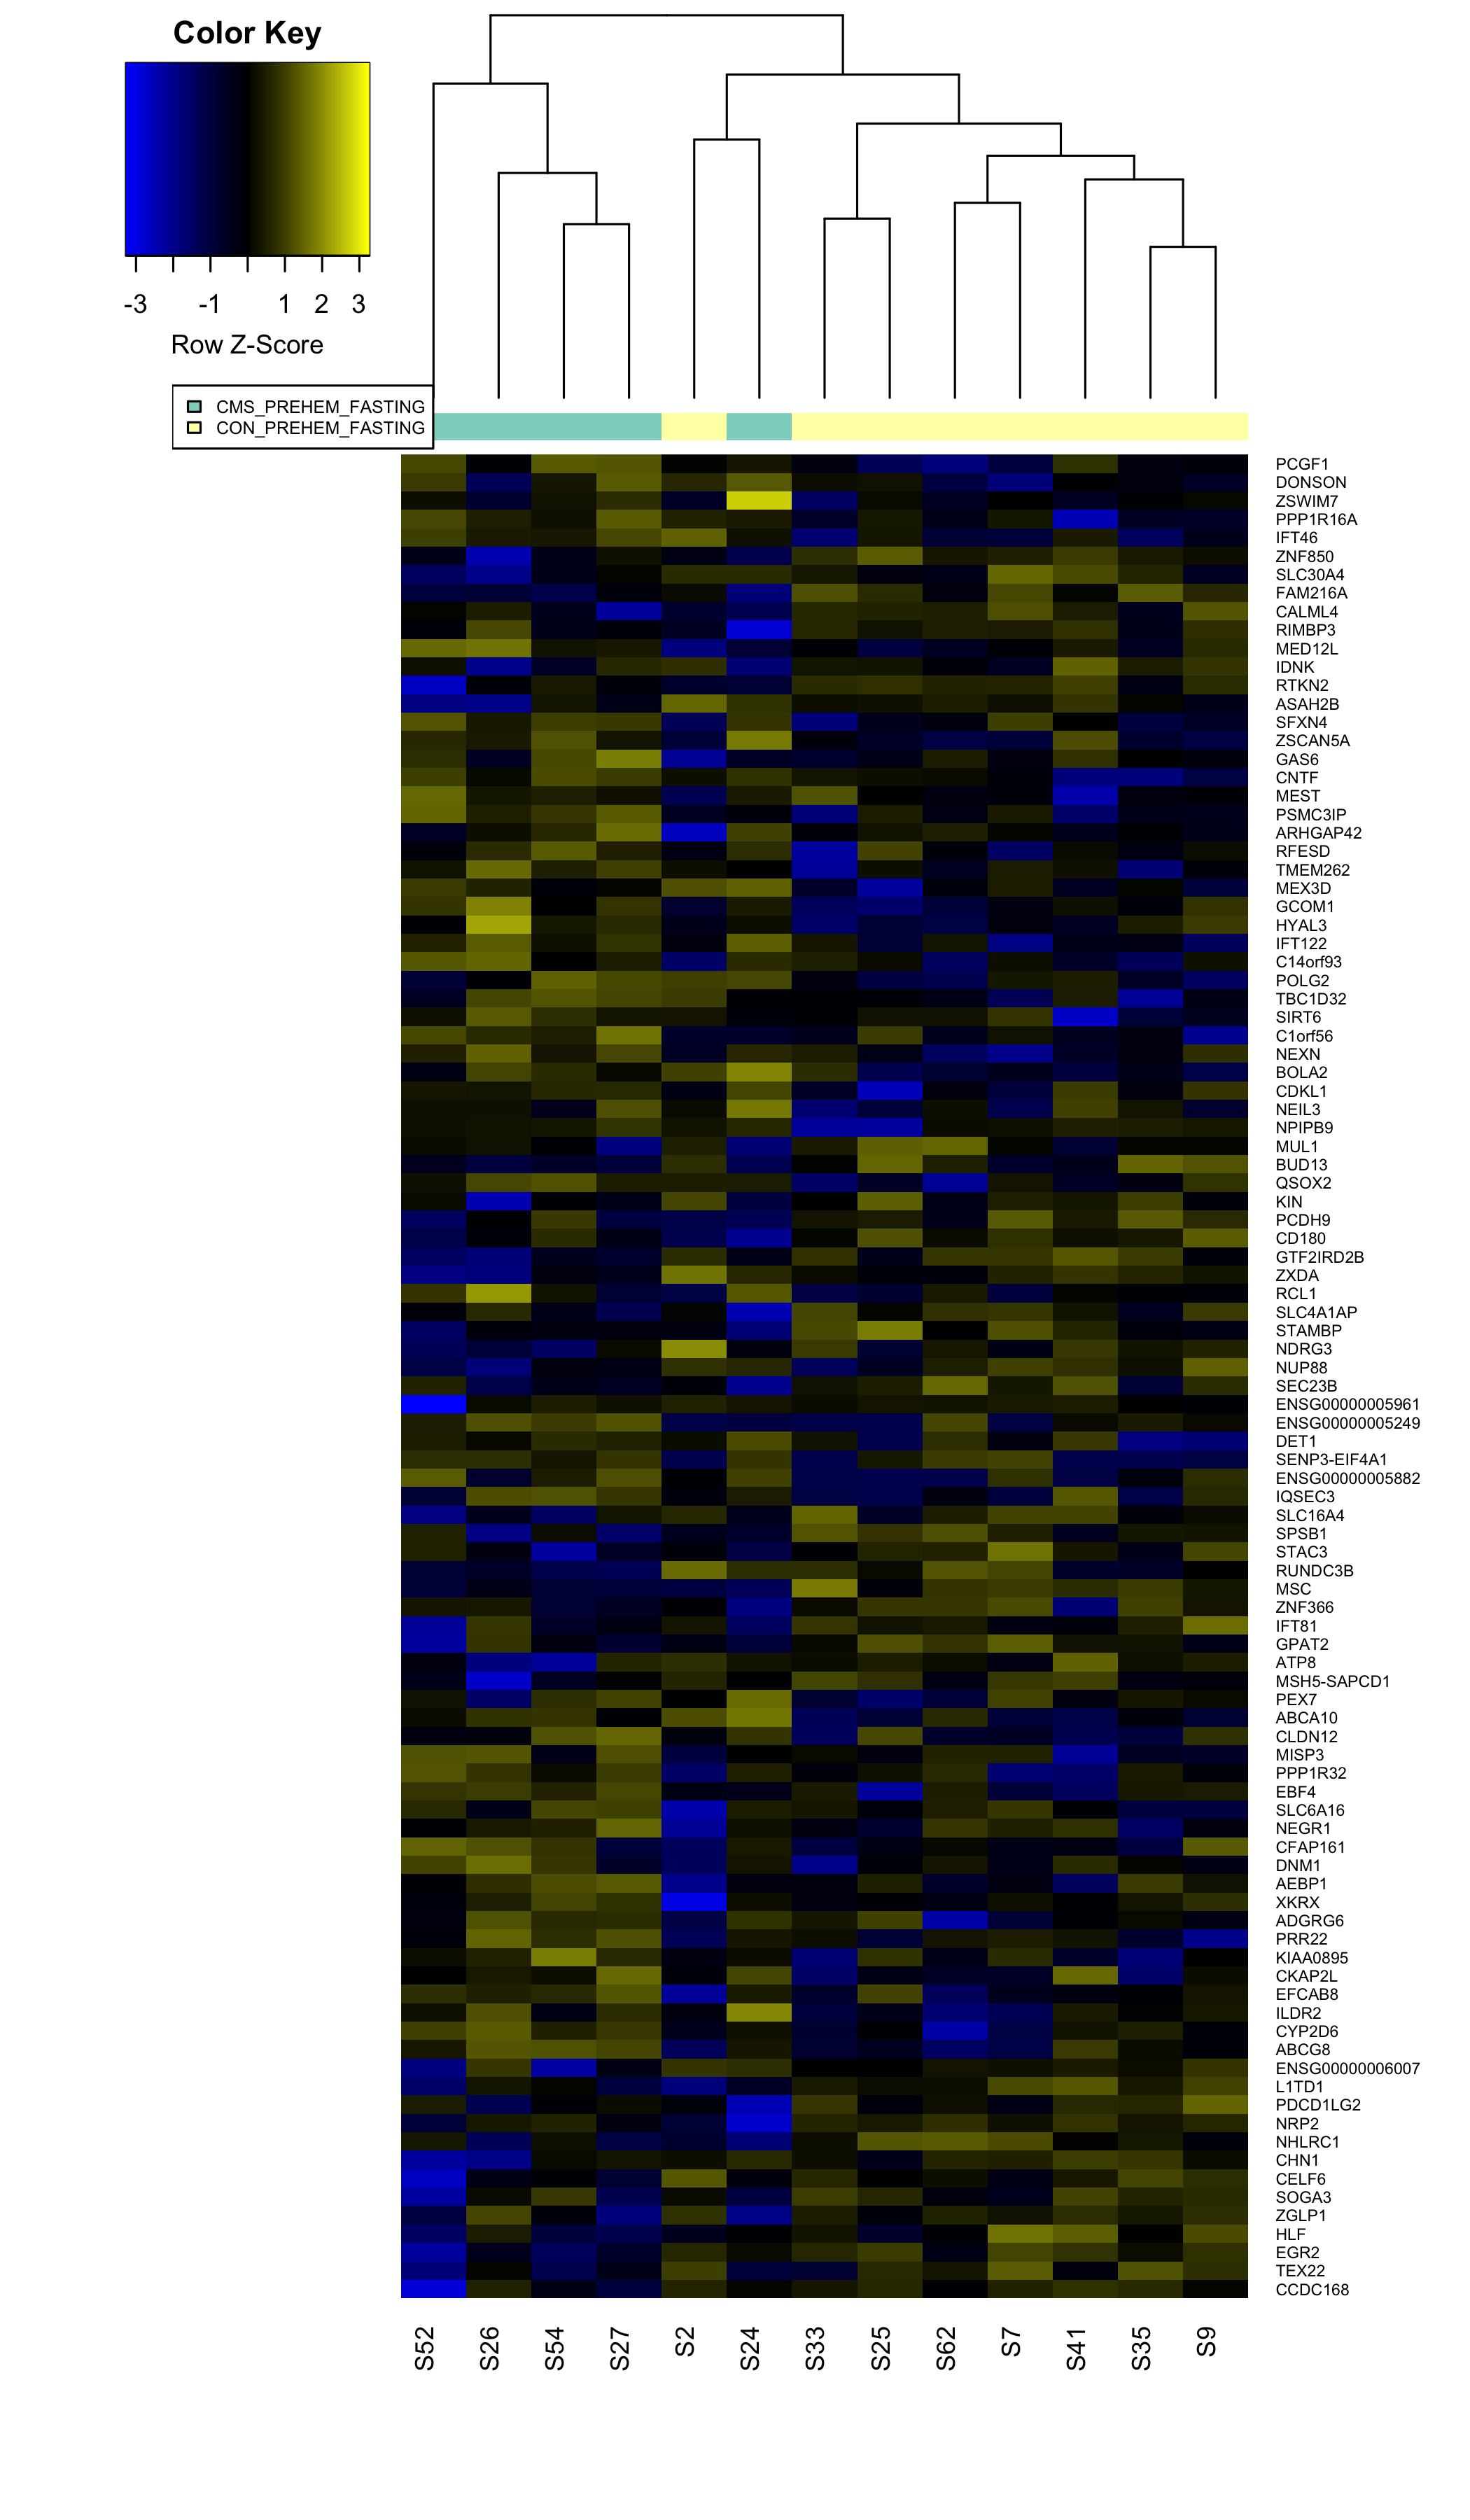 Color Key
-3 -1 1 2 3
Row Z-Score
CMS_PREHEM_FASTING
CON_PREHEM_FASTING
PCGF1
DONSON
ZSWIM7
PPP1R16A
IFT46
ZNF850
SLC30A4
FAM216A
CALML4
RIMBP3
MED12L
IDNK
RTKN2
ASAH2B
SFXN4
ZSCAN5A
GAS6
CNTF
MEST
PSMC3IP
ARHGAP42
RFESD
TMEM262
MEX3D
GCOM1
HYAL3
IFT122
C14orf93
POLG2
TBC1D32
SIRT6
C1orf56
NEXN
BOLA2
CDKL1
NEIL3
NPIPB9
MUL1
BUD13
QSOX2
KIN
PCDH9
CD180
GTF2IRD2B
ZXDA
RCL1
SLC4A1AP
STAMBP
NDRG3
NUP88
SEC23B
ENSG00000005961
ENSG00000005249
DET1
SENP3-EIF4A1
ENSG00000005882
IQSEC3
SLC16A4
SPSB1
STAC3
RUNDC3B
MSC
ZNF366
IFT81
GPAT2
ATP8
MSH5-SAPCD1
PEX7
ABCA10
CLDN12
MISP3
PPP1R32
EBF4
SLC6A16
NEGR1
CFAP161
DNM1
AEBP1
XKRX
ADGRG6
PRR22
KIAA0895
CKAP2L
EFCAB8
ILDR2
CYP2D6
ABCG8
ENSG00000006007
L1TD1
PDCD1LG2
NRP2
NHLRC1
CHN1
CELF6
SOGA3
ZGLP1
HLF
EGR2
TEX22
CCDC168
S52 S26 S54 S27 S2 S24 S33 S25 S62 S7 S41 S35 S9